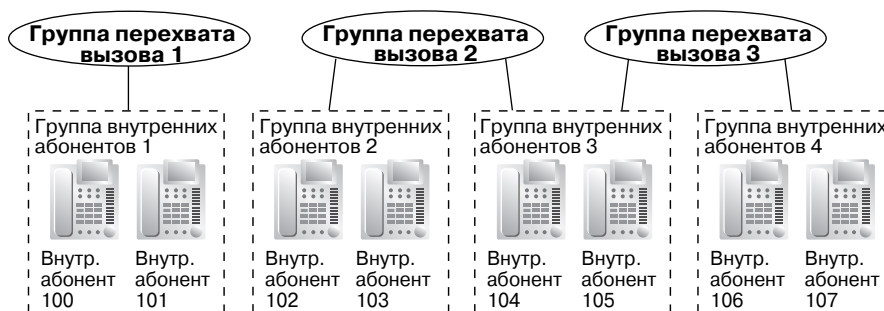 Группа перехвата
вызова 1
Группа перехвата
вызова 2
Группа перехвата
вызова 3
Группа внутренних
абонентов 1
Группа внутренних
абонентов 2
Группа внутренних
абонентов 3
Группа внутренних
абонентов 4
Внутр.
абонент
100
Внутр.
абонент
101
Внутр.
абонент
102
Внутр.
абонент
103
Внутр.
абонент
104
Внутр.
абонент
105
Внутр.
абонент
106
Внутр.
абонент
107